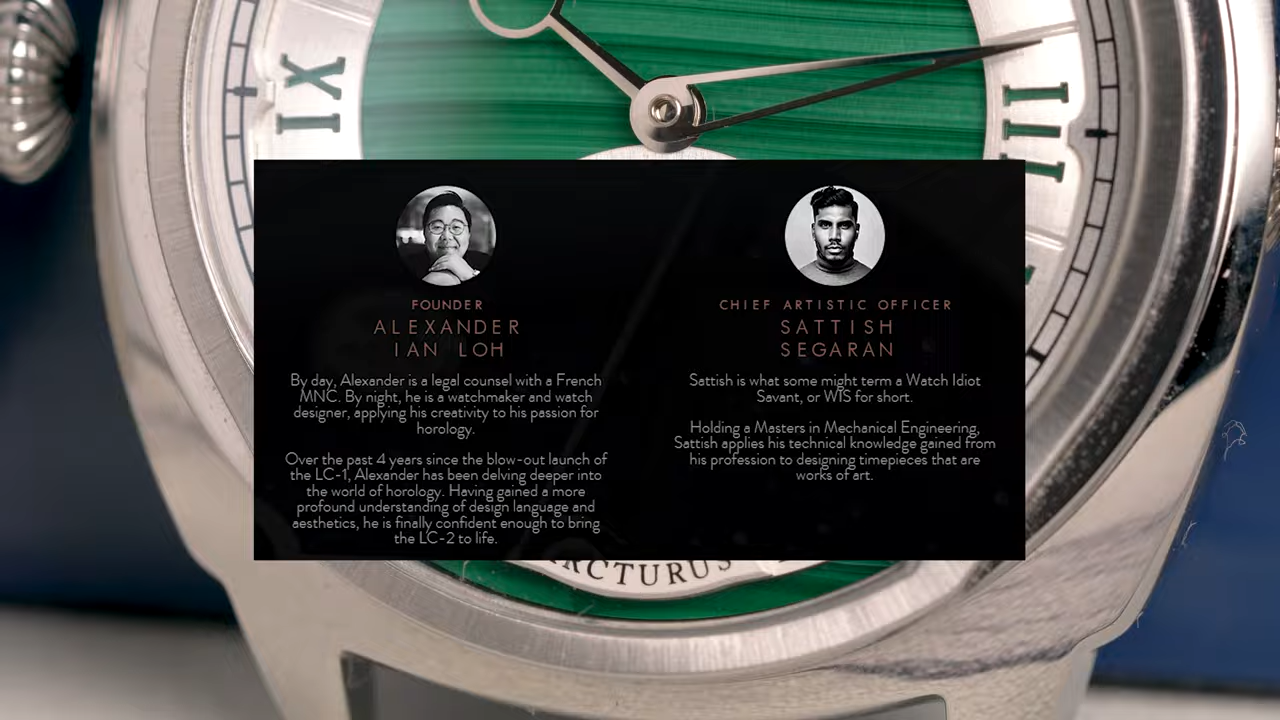 IX
III
FOUNDER
ALEXANDER
IAN LOH
By day, Alexander is a legal counsel with a French
MNC. By night, he is a watchmaker and watch
designer, applying his creativity to his passion for
horology.
Over the past 4 years since the blow-out launch of
the LC-1, Alexander has been delving deeper into
the world of horology. Having gained a more
profound understanding of design language and
aesthetics, he is finally confident enough to bring
the LC-2 to life.
CHIEF ARTISTIC OFFICER
SATTISH
SEGARAN
Sattish is what some might term a Watch Idiot
Savant, or WIS for short.
Holding a Masters in Mechanical Engineering,
Sattish applies his technical knowledge gained from
his profession to designing timepieces that are
works of art.
ARCTURUS